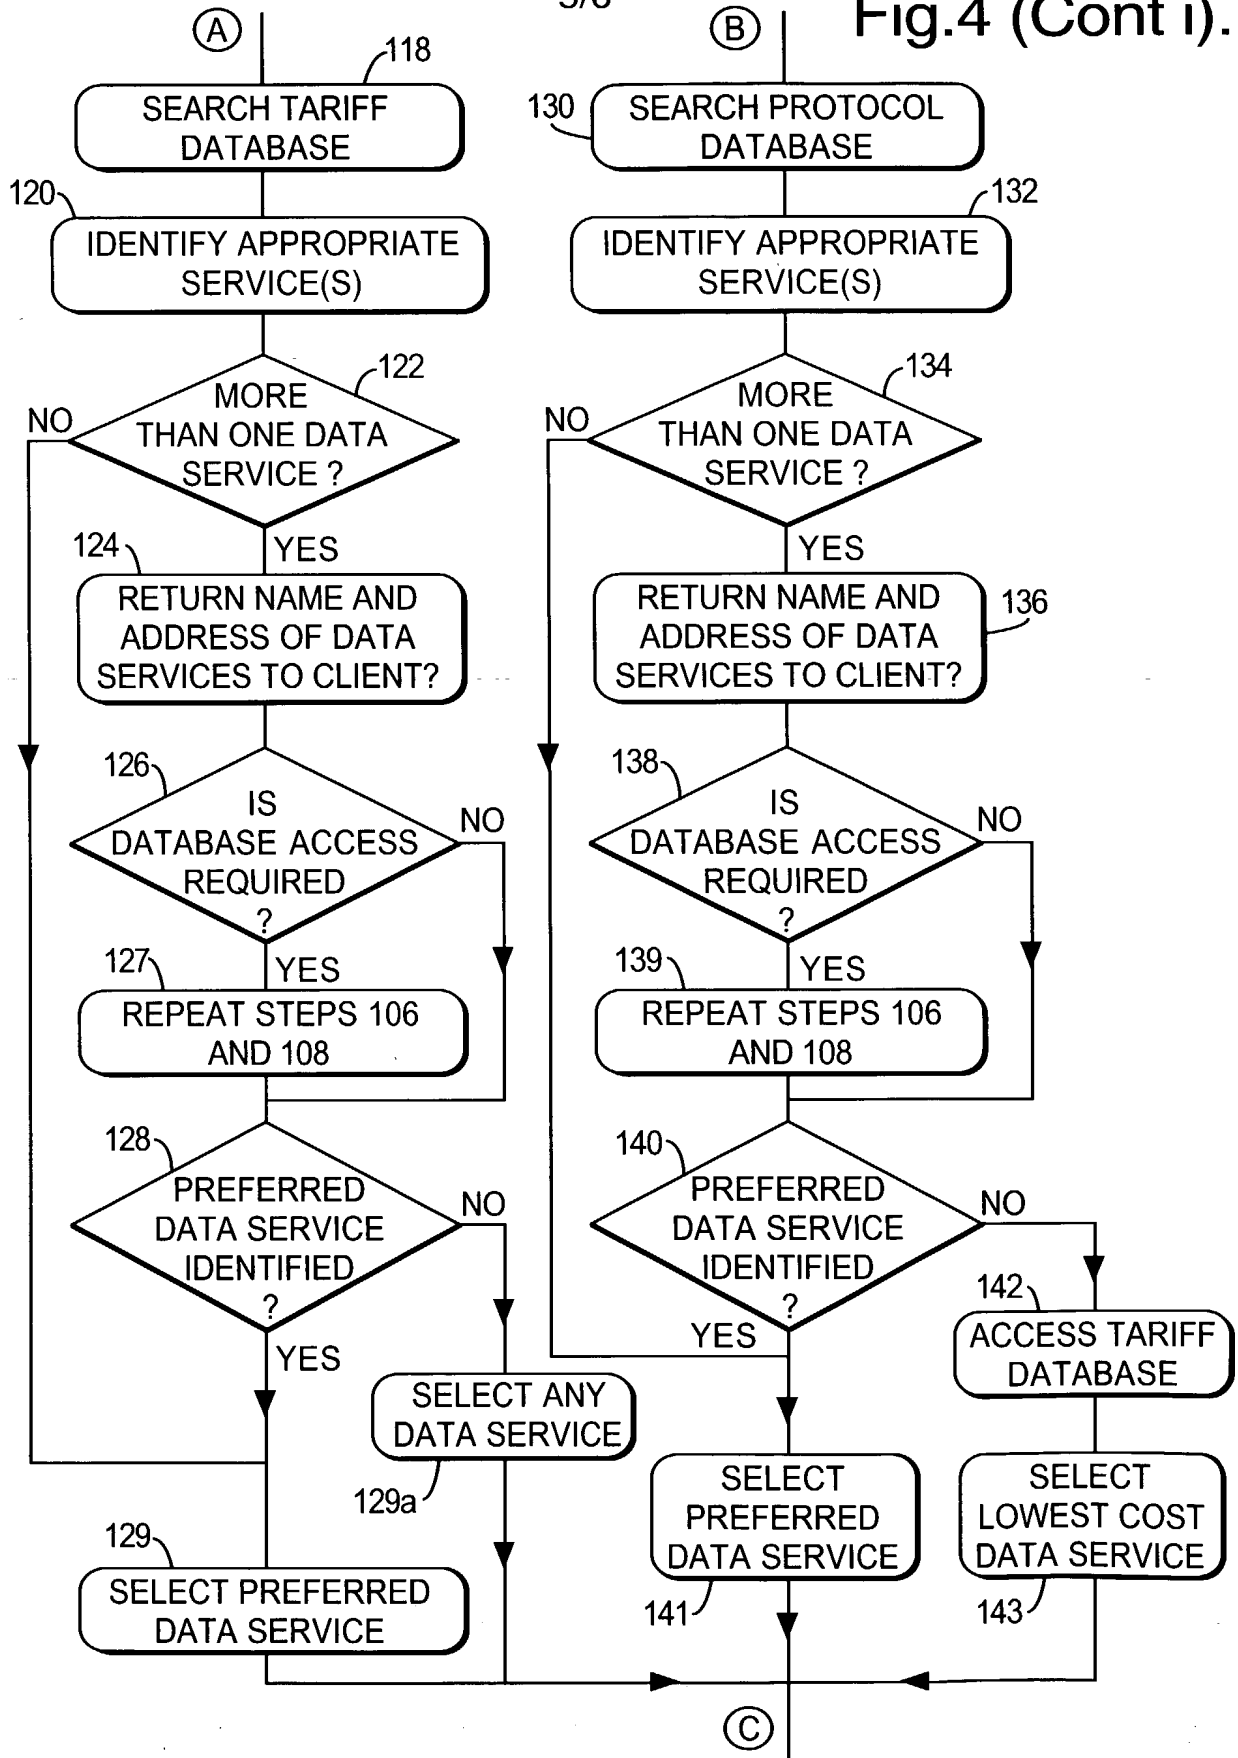 Fig.4 (Cont i).
A
118
SEARCH TARIFF
DATABASE
120
IDENTIFY APPROPRIATE
SERVICE(S)
122
MORE
THAN ONE DATA
SERVICE ?
NO
YES
124
RETURN NAME AND
ADDRESS OF DATA
SERVICES TO CLIENT?
126
IS
DATABASE ACCESS
REQUIRED
?
NO
YES
127
REPEAT STEPS 106
AND 108
128
PREFERRED
DATA SERVICE
IDENTIFIED
?
NO
YES
SELECT ANY
DATA SERVICE
129a
129
SELECT PREFERRED
DATA SERVICE
B
130
SEARCH PROTOCOL
DATABASE
132
IDENTIFY APPROPRIATE
SERVICE(S)
134
MORE
THAN ONE DATA
SERVICE ?
NO
YES
136
RETURN NAME AND
ADDRESS OF DATA
SERVICES TO CLIENT?
138
IS
DATABASE ACCESS
REQUIRED
?
NO
YES
139
REPEAT STEPS 106
AND 108
140
PREFERRED
DATA SERVICE
IDENTIFIED
?
NO
YES
142
ACCESS TARIFF
DATABASE
SELECT
PREFERRED
DATA SERVICE
141
SELECT
LOWEST COST
DATA SERVICE
143
C